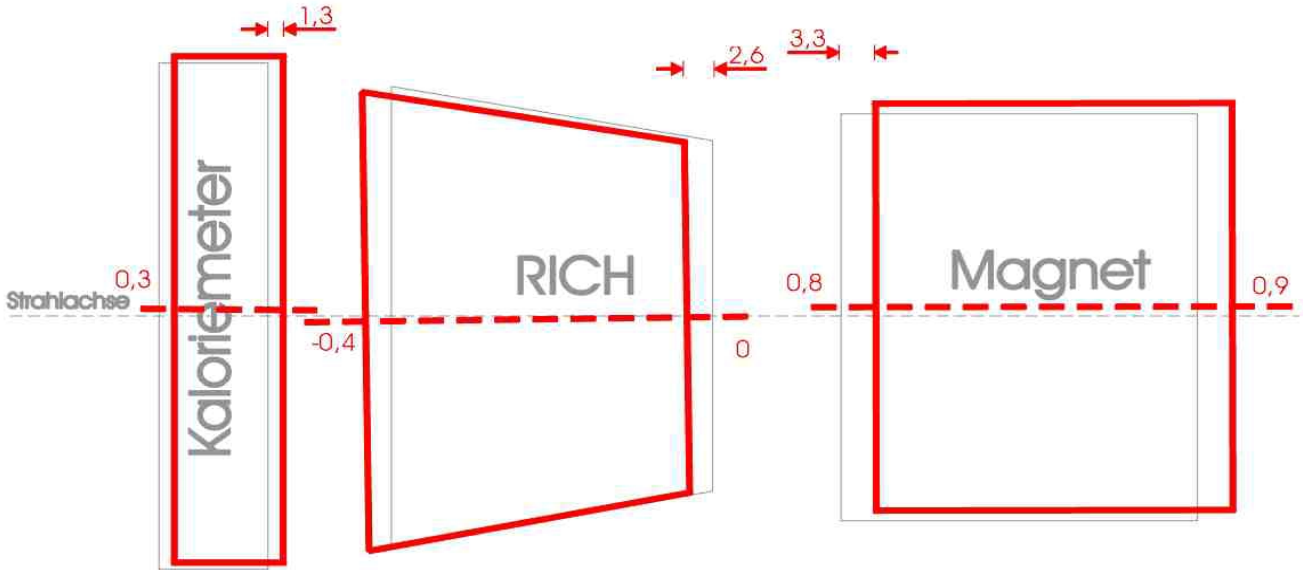 1,3
2,6
3,3
Kaloriemeter
RICH
Magnet
0,3
0,8
0,9
Strahlachse
-0,4
0